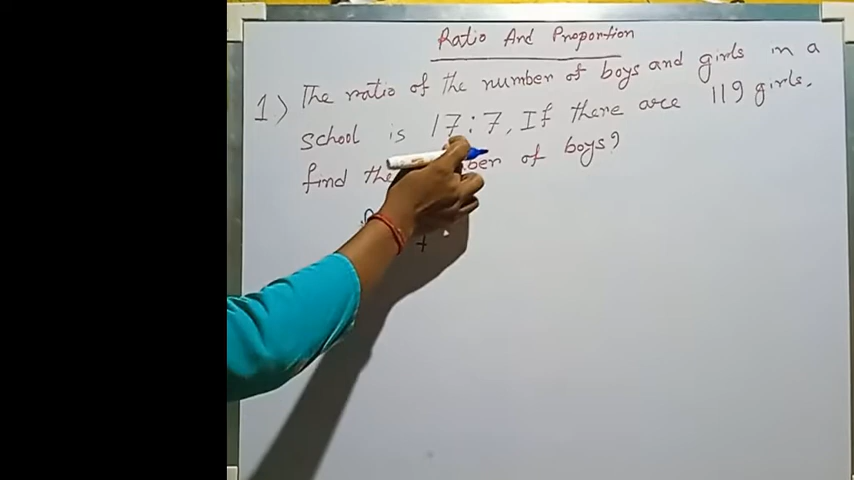 Ratio And Proportion
1) The ratio of the number of boys and girls in a
school is 17:7, If there are 119 girls.
find of boys?